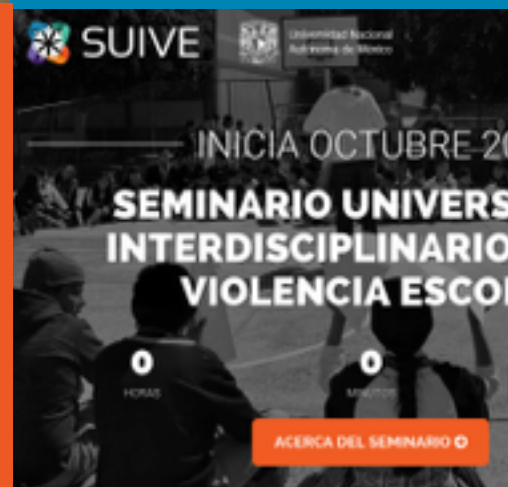 SUIVE
Universidad Nacional
Autónoma de México
INICIA OCTUBRE 20
SEMINARIO UNIVERS
INTERDISCIPLINARIO
VIOLENCIA ESCO
0
0
HORAS
MINUTOS
ACERCA DEL SEMINARIO